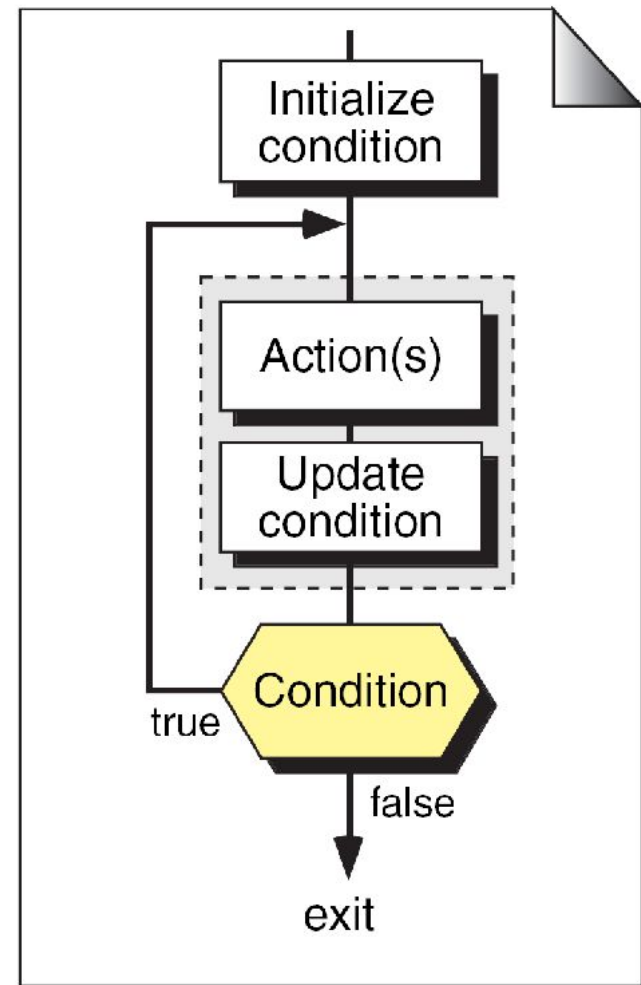 Initialize
condition
Action(s)
Update
condition
Condition
true
false
exit